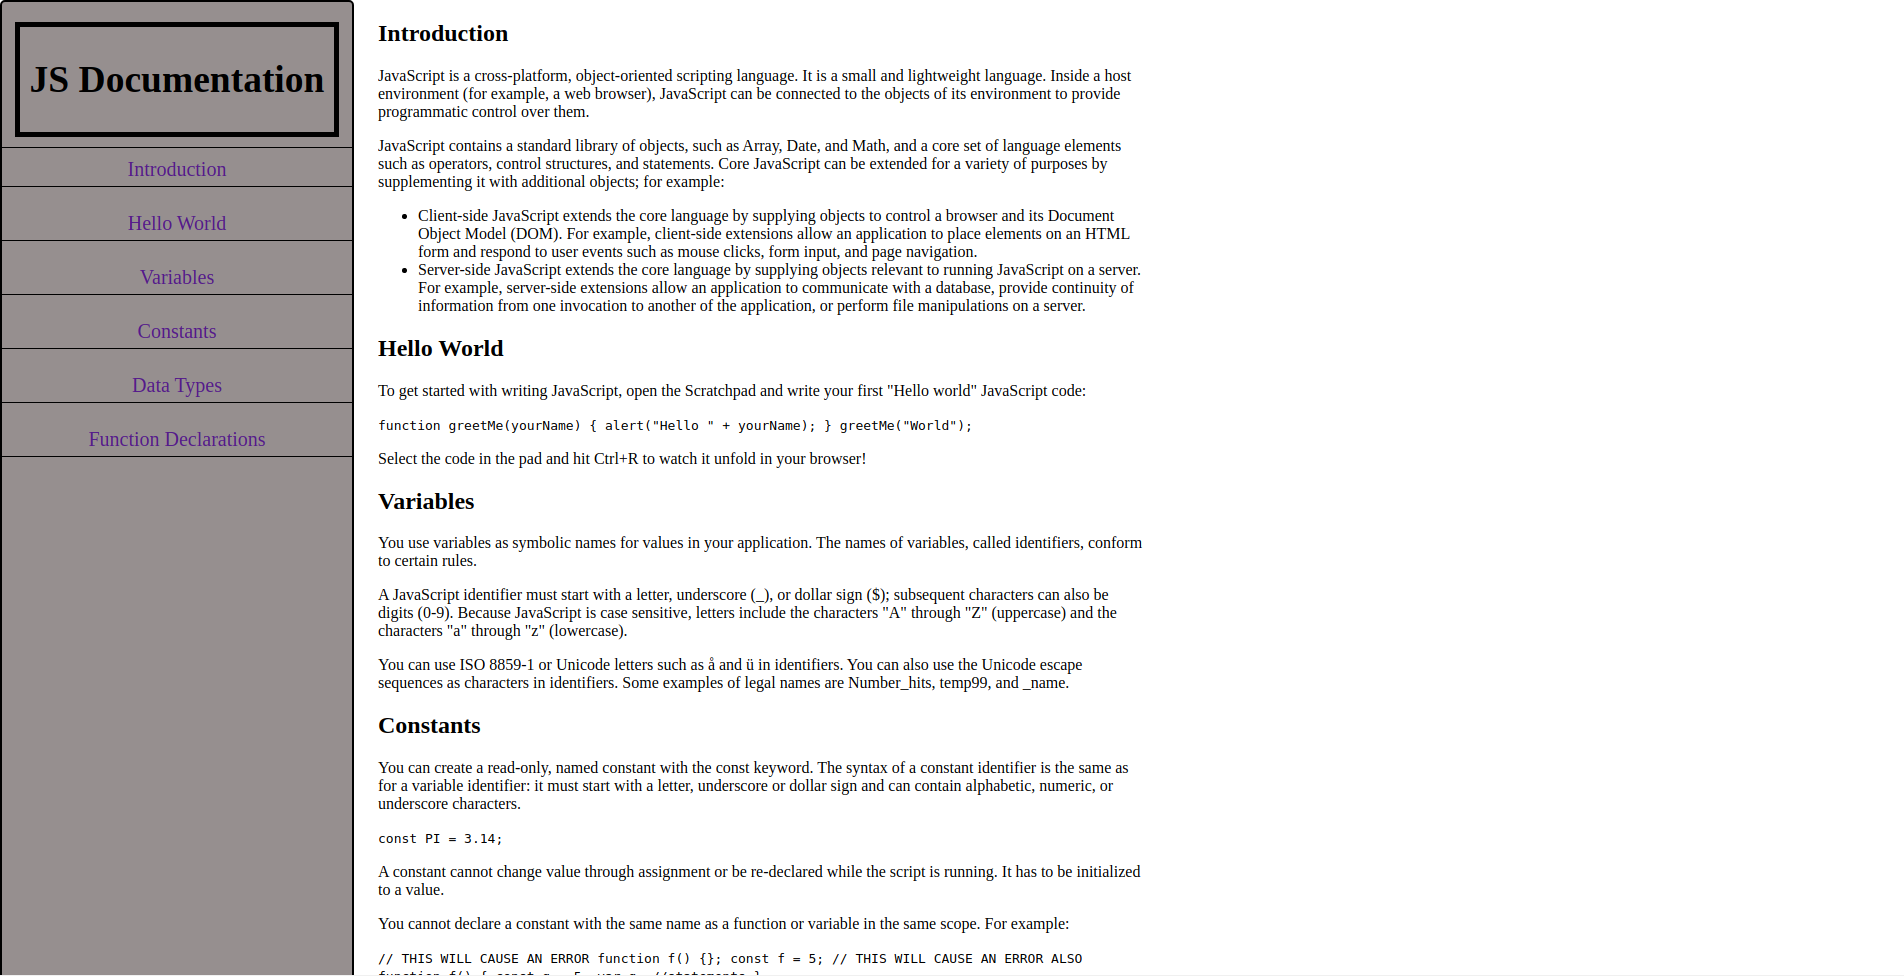 JS Documentation
Introduction
Hello World
Variables
Constants
Data Types
Function Declarations
Introduction
JavaScript is a cross-platform, object-oriented scripting language. It is a small and lightweight language. Inside a host
environment (for example, a web browser), JavaScript can be connected to the objects of its environment to provide
programmatic control over them.
JavaScript contains a standard library of objects, such as Array, Date, and Math, and a core set of language elements
such as operators, control structures, and statements. Core JavaScript can be extended for a variety of purposes by
supplementing it with additional objects; for example:
• Client-side JavaScript extends the core language by supplying objects to control a browser and its Document
Object Model (DOM). For example, client-side extensions allow an application to place elements on an HTML
form and respond to user events such as mouse clicks, form input, and page navigation.
• Server-side JavaScript extends the core language by supplying objects relevant to running JavaScript on a server.
For example, server-side extensions allow an application to communicate with a database, provide continuity of
information from one invocation to another of the application, or perform file manipulations on a server.
Hello World
To get started with writing JavaScript, open the Scratchpad and write your first "Hello world" JavaScript code:
function greetMe(yourName) { alert("Hello " + yourName); } greetMe("World");
Select the code in the pad and hit Ctrl+R to watch it unfold in your browser!
Variables
You use variables as symbolic names for values in your application. The names of variables, called identifiers, conform
to certain rules.
A JavaScript identifier must start with a letter, underscore (_), or dollar sign ($); subsequent characters can also be
digits (0-9). Because JavaScript is case sensitive, letters include the characters "A" through "Z" (uppercase) and the
characters "a" through "z" (lowercase).
You can use ISO 8859-1 or Unicode letters such as å and ü in identifiers. You can also use the Unicode escape
sequences as characters in identifiers. Some examples of legal names are Number_hits, temp99, and _name.
Constants
You can create a read-only, named constant with the const keyword. The syntax of a constant identifier is the same as
for a variable identifier: it must start with a letter, underscore or dollar sign and can contain alphabetic, numeric, or
underscore characters.
const PI = 3.14;
A constant cannot change value through assignment or be re-declared while the script is running. It has to be initialized
to a value.
You cannot declare a constant with the same name as a function or variable in the same scope. For example:
// THIS WILL CAUSE AN ERROR function f() {}; const f = 5; // THIS WILL CAUSE AN ERROR ALSO